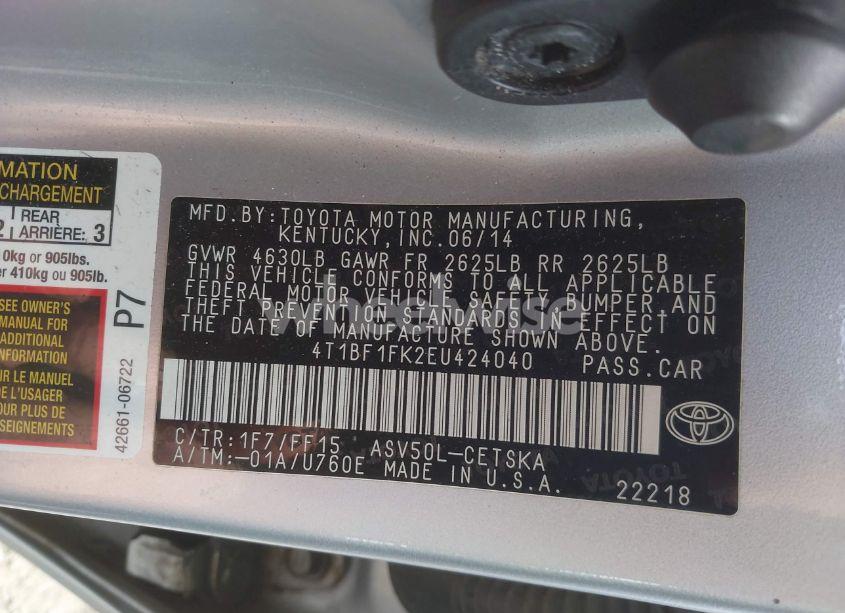 MATION
CHARGEMENT
REAR
ARRIÈRE: 3
0kg or 905lbs.
er 410kg ou 905lb.
SEE OWNER'S
MANUAL FOR
ADDITIONAL
INFORMATION
LE MANUEL
DE L'USAGER
POUR PLUS DE
SEIGNEMENTS
P7
42661-06722
MFD.BY:TOYOTA MOTOR MANUFACTURING,
KENTUCKY,INC.06/14
GVWR 4630LB GAWR FR 2625LB RR 2625LB
THIS VEHICLE CONFORMS TO ALL APPLICABLE
FEDERAL MOTOR VEHICLE SAFETY, BUMPER AND
THEFT PREVENTION STANDARDS IN EFFECT ON
THE DATE OF MANUFACTURE SHOWN ABOVE.
4T1BF1FK2EU424040 PASS.CAR
C/TR:1F7/FF15 ASV50L-CETSKA
A/TM:-01A/U760E MADE IN U.S.A.
22218
wheelwise